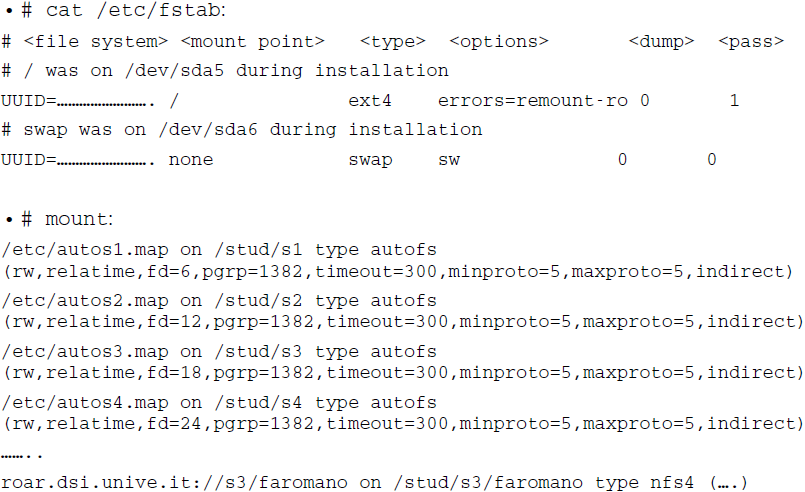 • # cat /etc/fstab:
# <file system> <mount point> <type> <options> <dump> <pass>
# / was on /dev/sda5 during installation
UUID=……………………. / ext4 errors=remount-ro 0 1
# swap was on /dev/sda6 during installation
UUID=……………………. none swap sw 0 0
• # mount:
/etc/autos1.map on /stud/s1 type autofs
(rw,relatime,fd=6,pgrp=1382,timeout=300,minproto=5,maxproto=5,indirect)
/etc/autos2.map on /stud/s2 type autofs
(rw,relatime,fd=12,pgrp=1382,timeout=300,minproto=5,maxproto=5,indirect)
/etc/autos3.map on /stud/s3 type autofs
(rw,relatime,fd=18,pgrp=1382,timeout=300,minproto=5,maxproto=5,indirect)
/etc/autos4.map on /stud/s4 type autofs
(rw,relatime,fd=24,pgrp=1382,timeout=300,minproto=5,maxproto=5,indirect)
……..
roar.dsi.unive.it://s3/faromano on /stud/s3/faromano type nfs4 (….)